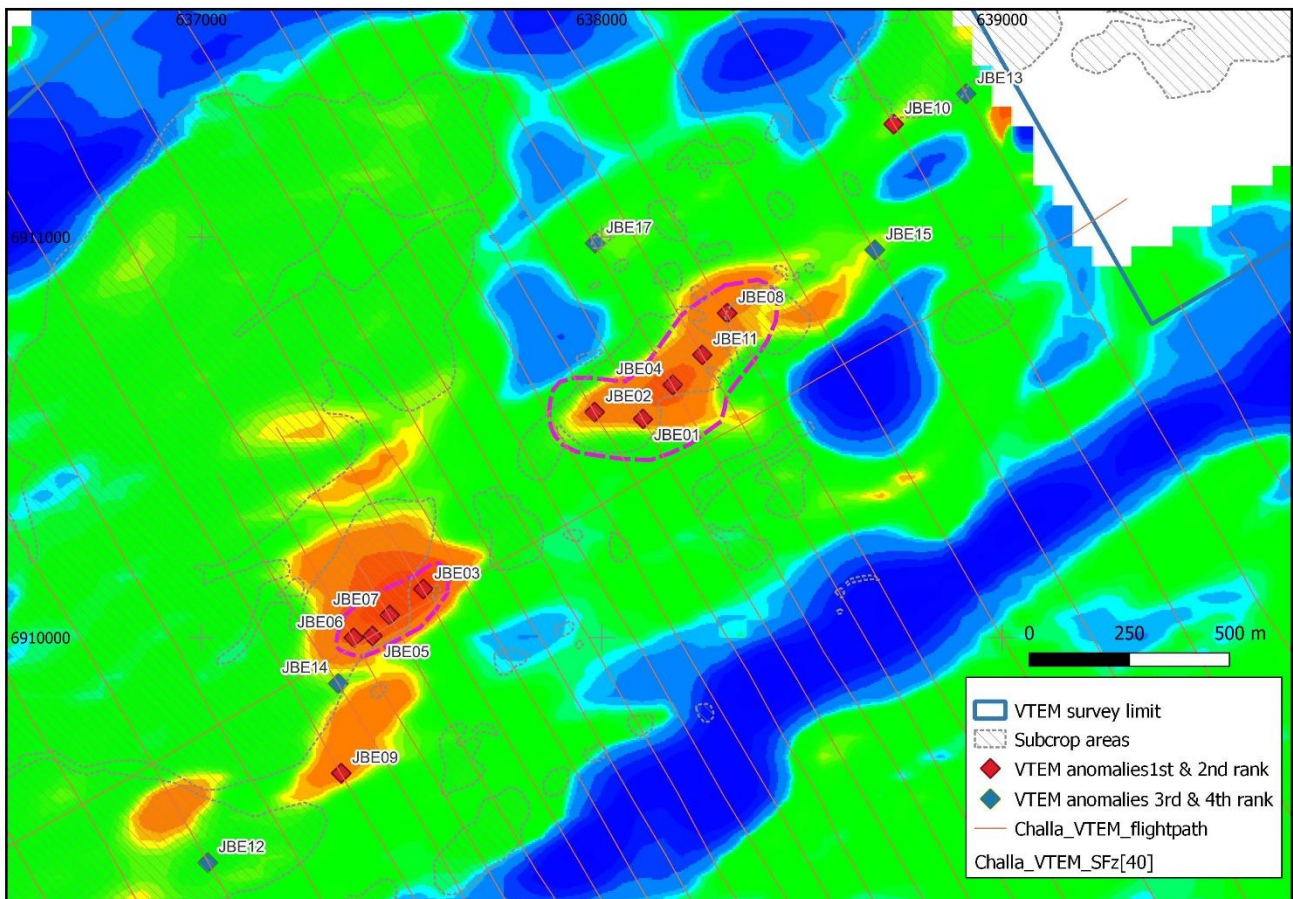 637000
638000
639000
JBE13
JBE10
JBE17
6911000
JBE15
JBE08
JBE11
JBE04
JBE02
JBE01
JBE03
JBE07
JBE06
6910000
JBE05
JBE14
JBE09
JBE12
0 250 500 m
VTEM survey limit
Subcrop areas
VTEM anomalies1st & 2nd rank
VTEM anomalies 3rd & 4th rank
Challa_VTEM_flightpath
Challa_VTEM_SFz[40]